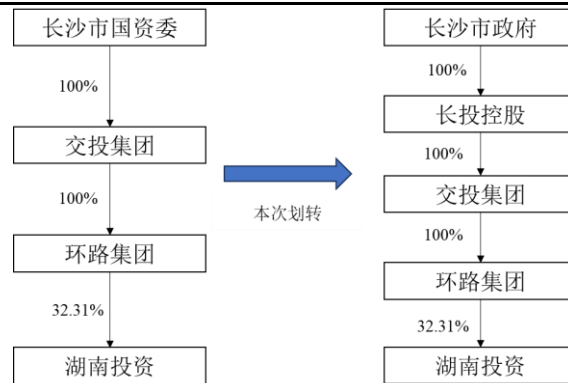 长沙市国资委
100%
交投集团
100%
环路集团
32.31%
湖南投资
本次划转
长沙市政府
100%
长投控股
100%
交投集团
100%
环路集团
32.31%
湖南投资